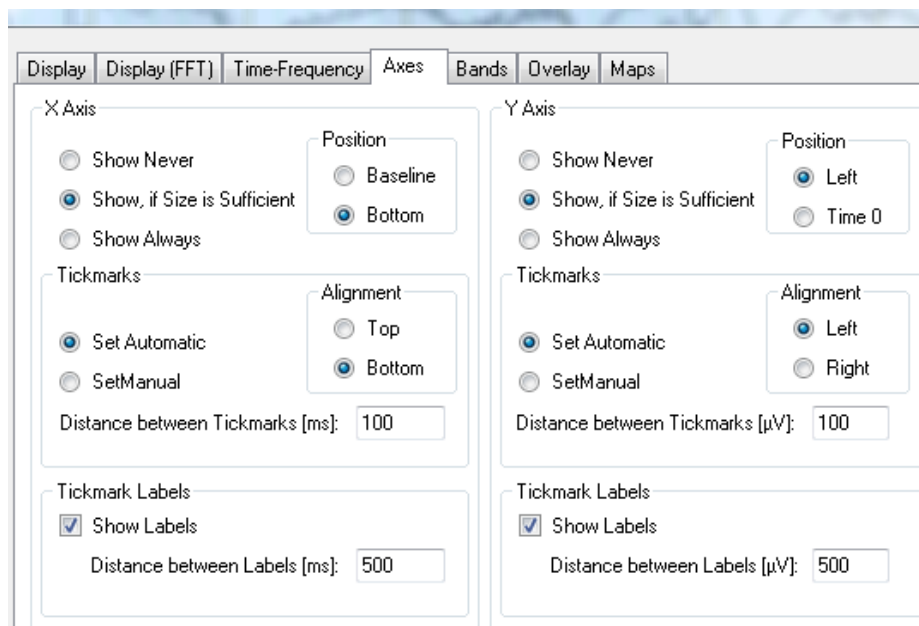 Display Display (FFT) Time-Frequency Axes Bands Overlay Maps
X Axis
Show Never
Show, if Size is Sufficient
Show Always
Position
Baseline
Bottom
Tickmarks
Set Automatic
SetManual
Alignment
Top
Bottom
Distance between Tickmarks [ms]: 100
Tickmark Labels
Show Labels
Distance between Labels [ms]: 500
Y Axis
Show Never
Show, if Size is Sufficient
Show Always
Position
Left
Time 0
Tickmarks
Set Automatic
SetManual
Alignment
Left
Right
Distance between Tickmarks [µV]: 100
Tickmark Labels
Show Labels
Distance between Labels [µV]: 500